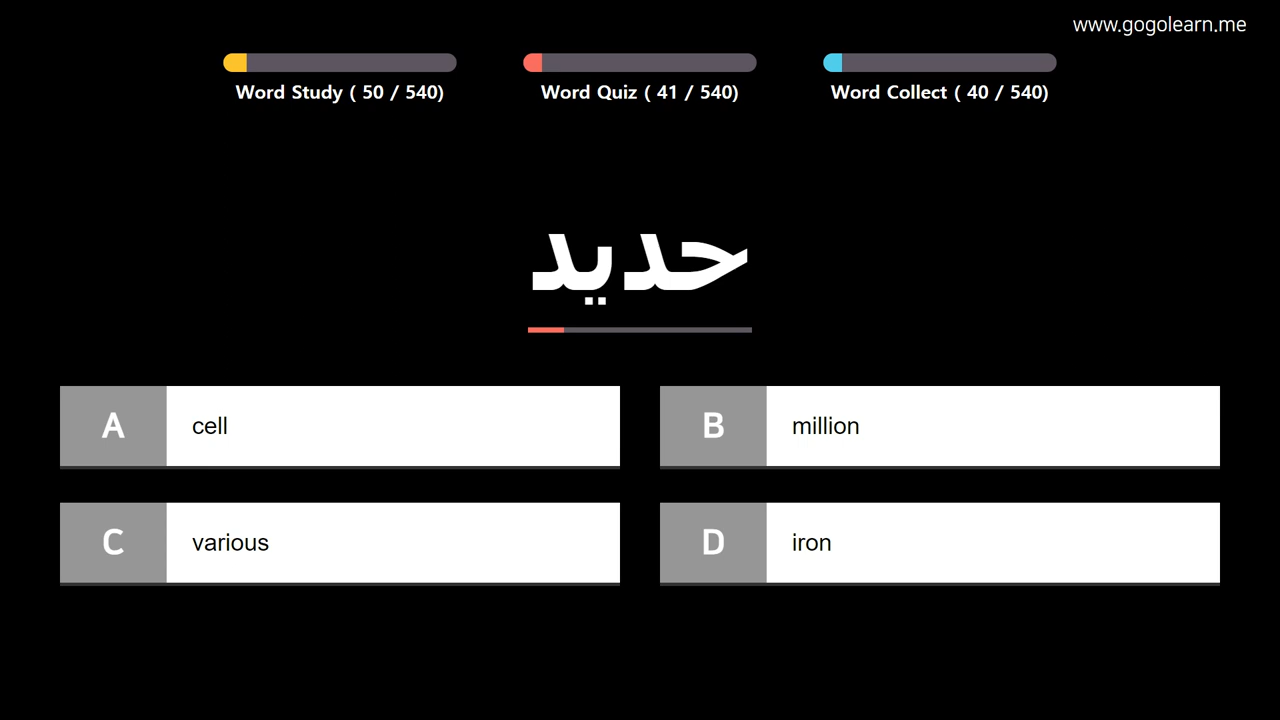 www.gogolearn.me
Word Study ( 50 / 540)
Word Quiz ( 41 / 540)
Word Collect ( 40 / 540)
حديد
A cell
B million
C various
D iron